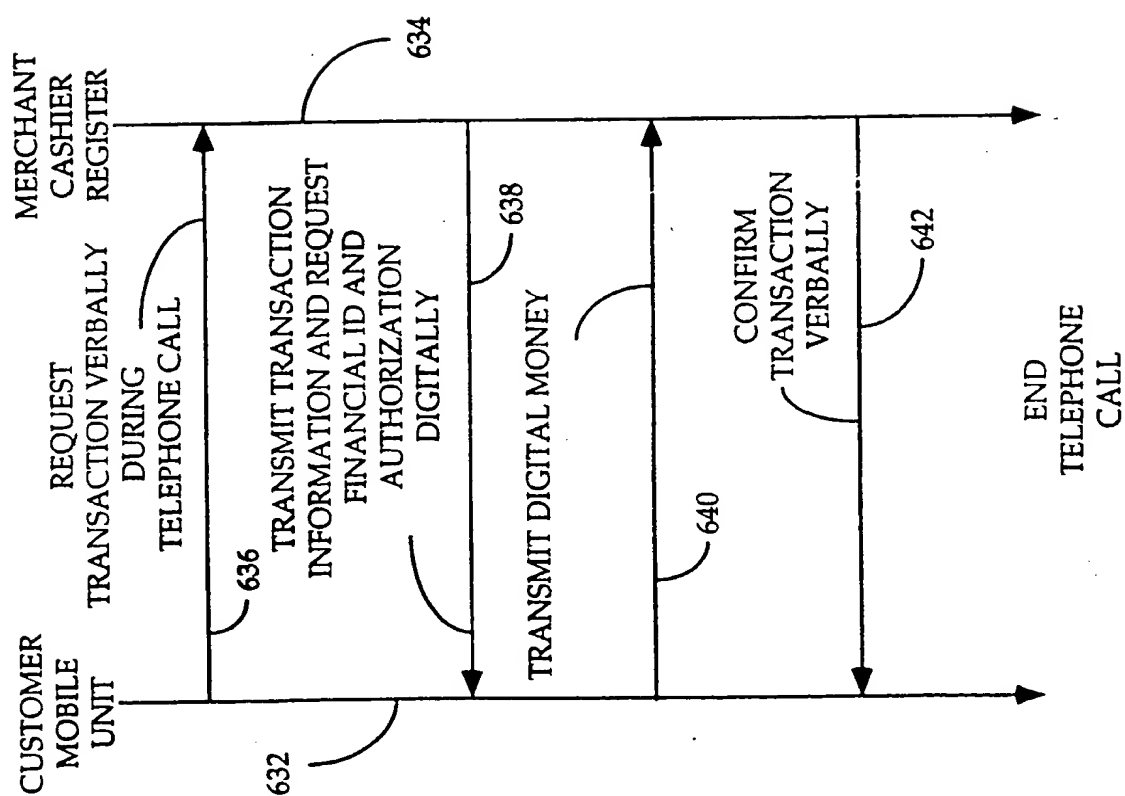 CUSTOMER
MOBILE
UNIT
632
MERCHANT
CASHIER
REGISTER
634
REQUEST
TRANSACTION VERBALLY
DURING
TELEPHONE CALL
636
TRANSMIT TRANSACTION
INFORMATION AND REQUEST
FINANCIAL ID AND
AUTHORIZATION
DIGITALLY
638
TRANSMIT DIGITAL MONEY
640
CONFIRM
TRANSACTION
VERBALLY
642
END
TELEPHONE
CALL